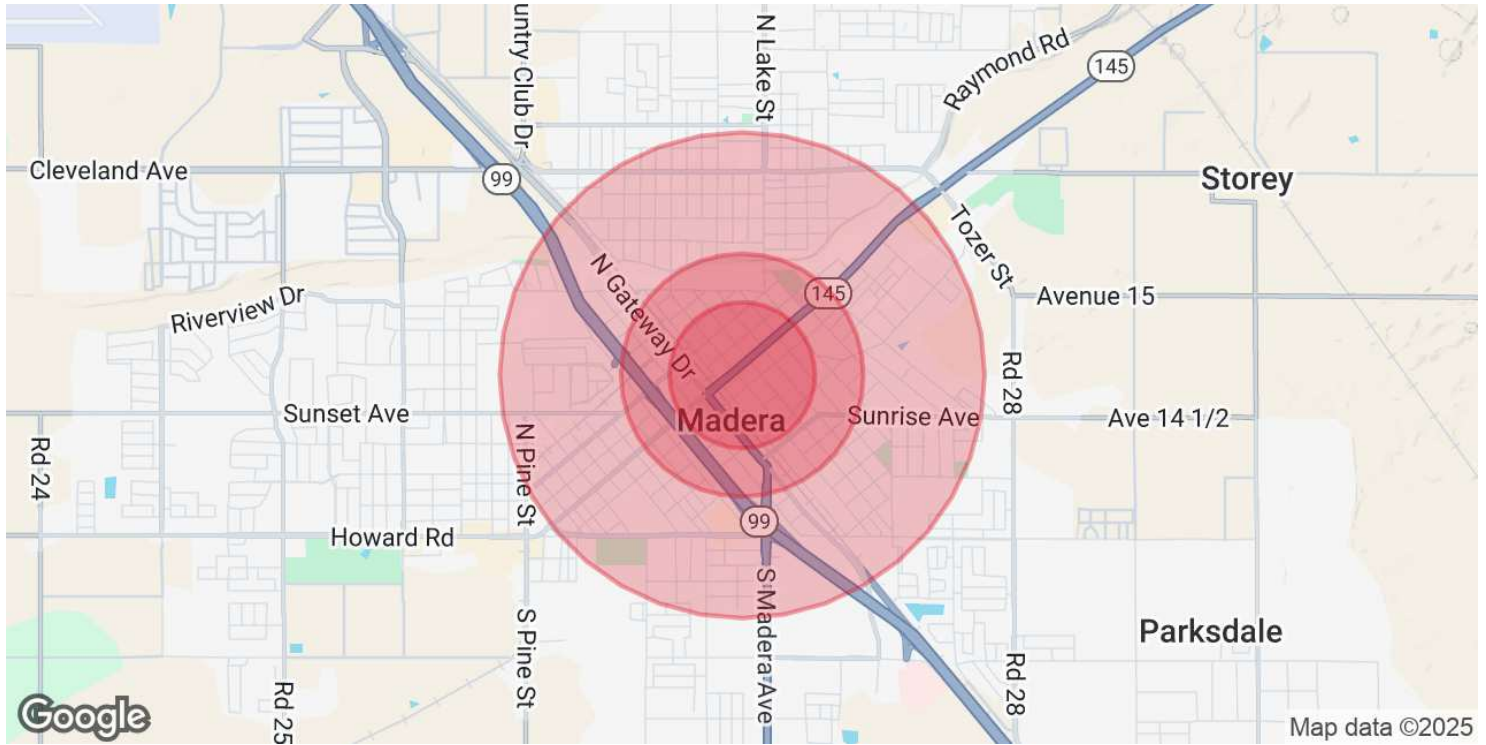 untry Club Dr
N Lake St
Raymond Rd
145
Cleveland Ave
99
Storey
Tozer St
N Gateway Dr
145
Avenue 15
Riverview Dr
Rd 28
Sunset Ave
Madera
Sunrise Ave
Ave 14 1/2
Rd 24
N Pine St
99
Howard Rd
S Madera Ave
S Pine St
Parksdale
Rd 28
Rd 25
Google
Map data ©2025